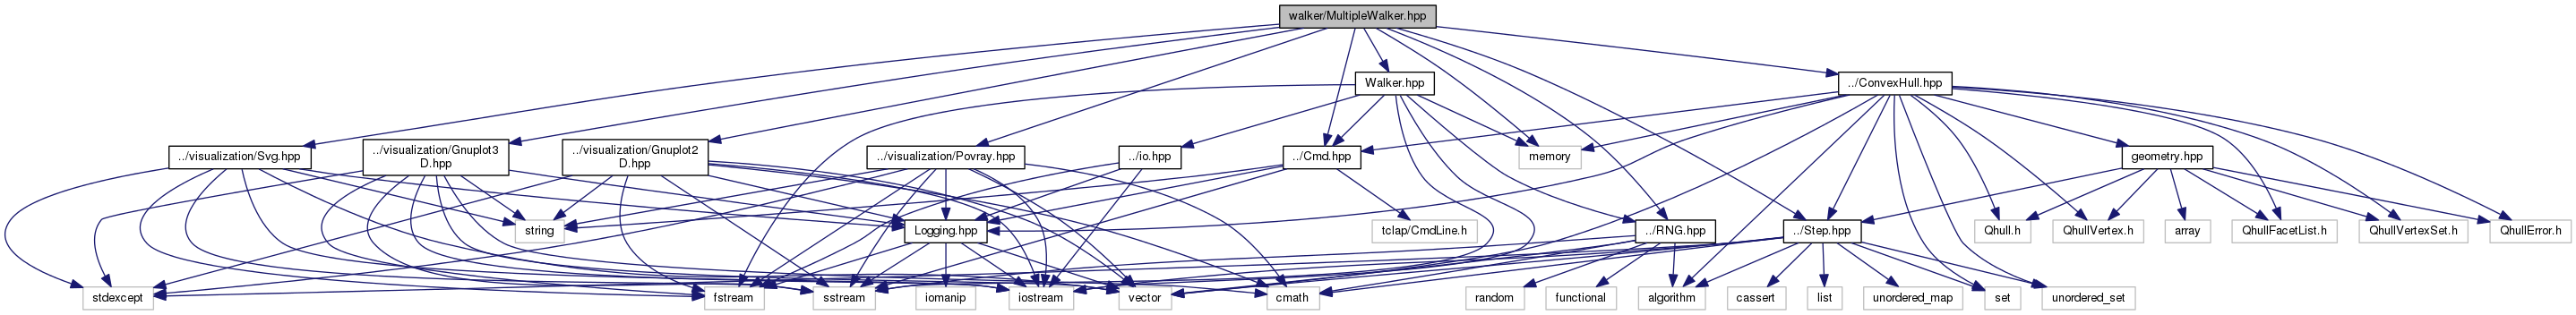 walker/MultipleWalker.hpp
Walker.hpp
../ConvexHull.hpp
../visualization/Svg.hpp
../visualization/Gnuplot3
D.hpp
../visualization/Gnuplot2
D.hpp
../visualization/Povray.hpp
../io.hpp
../Cmd.hpp
memory
geometry.hpp
string
Logging.hpp
tclap/CmdLine.h
../RNG.hpp
../Step.hpp
Qhull.h
QhullVertex.h
array
QhullFacetList.h
QhullVertexSet.h
QhullError.h
stdexcept
fstream
sstream
iomanip
iostream
vector
cmath
random
functional
algorithm
cassert
list
unordered_map
set
unordered_set